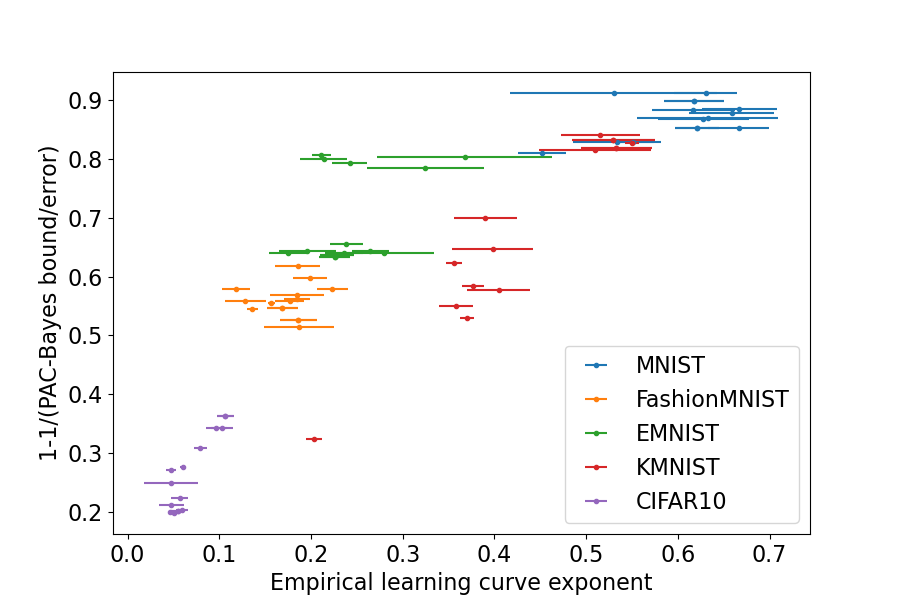 1-1/(PAC-Bayes bound/error)
0.9
0.8
0.7
0.6
0.5
0.4
0.3
0.2
MNIST
FashionMNIST
EMNIST
KMNIST
CIFAR10
0.0 0.1 0.2 0.3 0.4 0.5 0.6 0.7
Empirical learning curve exponent